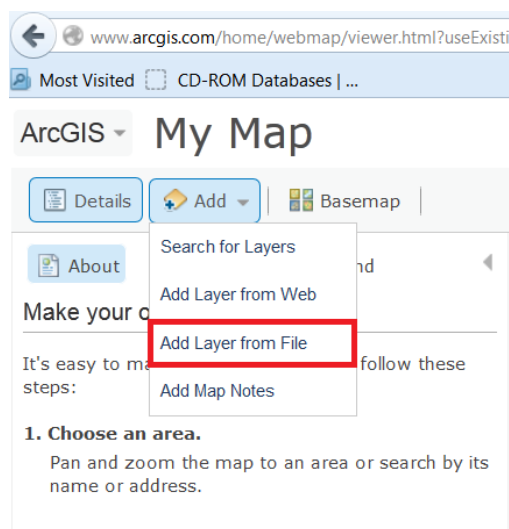 www.arcgis.com/home/webmap/viewer.html?useExisti
Most Visited CD-ROM Databases | ...
ArcGIS My Map
Details Add Basemap
About nd
Search for Layers
Add Layer from Web
Add Layer from File
Add Map Notes
Make your o
It's easy to ma follow these
steps:
1. Choose an area.
Pan and zoom the map to an area or search by its
name or address.